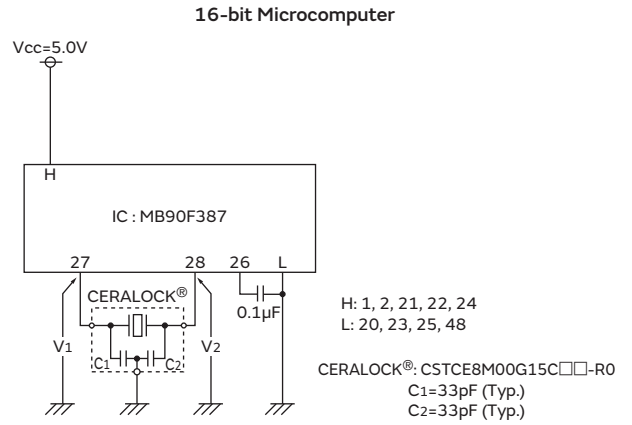 16-bit Microcomputer
Vcc=5.0V
H
IC : MB90F387
27 28 26 L
CERALOCK®
0.1µF
V1 C1 C2 V2
H: 1, 2, 21, 22, 24
L: 20, 23, 25, 48
CERALOCK®: CSTCE8M00G15C□□-R0
C1=33pF (Typ.)
C2=33pF (Typ.)